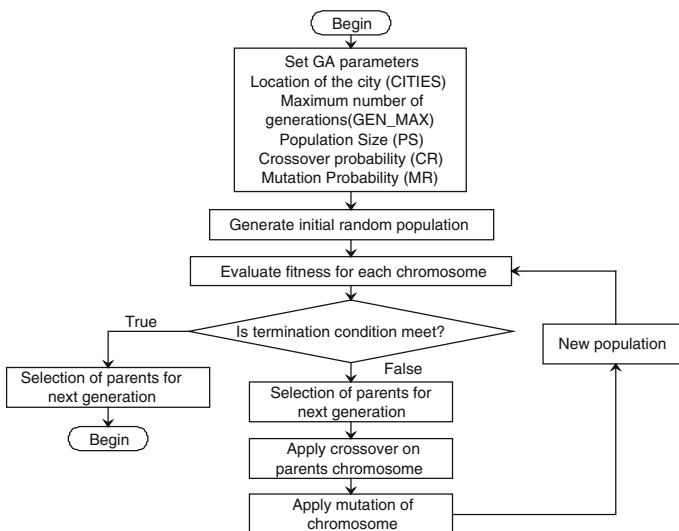 Begin
Set GA parameters
Location of the city (CITIES)
Maximum number of
generations(GEN_MAX)
Population Size (PS)
Crossover probability (CR)
Mutation Probability (MR)
Generate initial random population
Evaluate fitness for each chromosome
Is termination condition meet?
True
False
Selection of parents for
next generation
Begin
Selection of parents for
next generation
Apply crossover on
parents chromosome
Apply mutation of
chromosome
New population